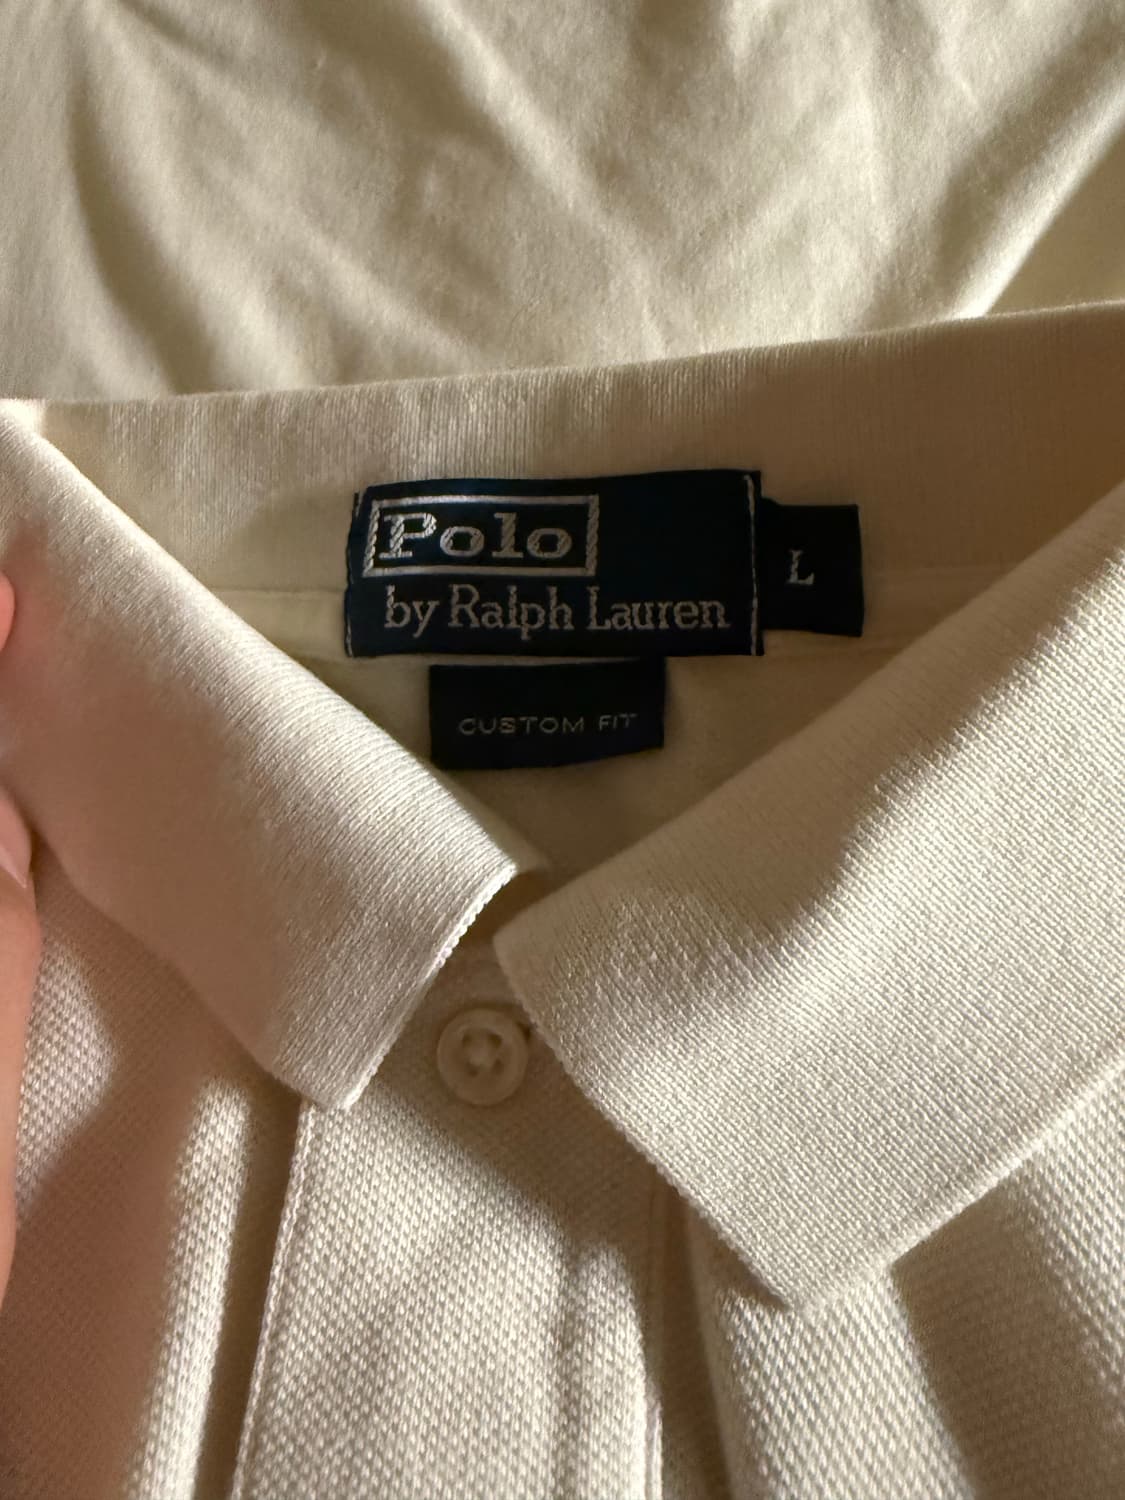 Polo
by Ralph Lauren
L
CUSTOM FIT